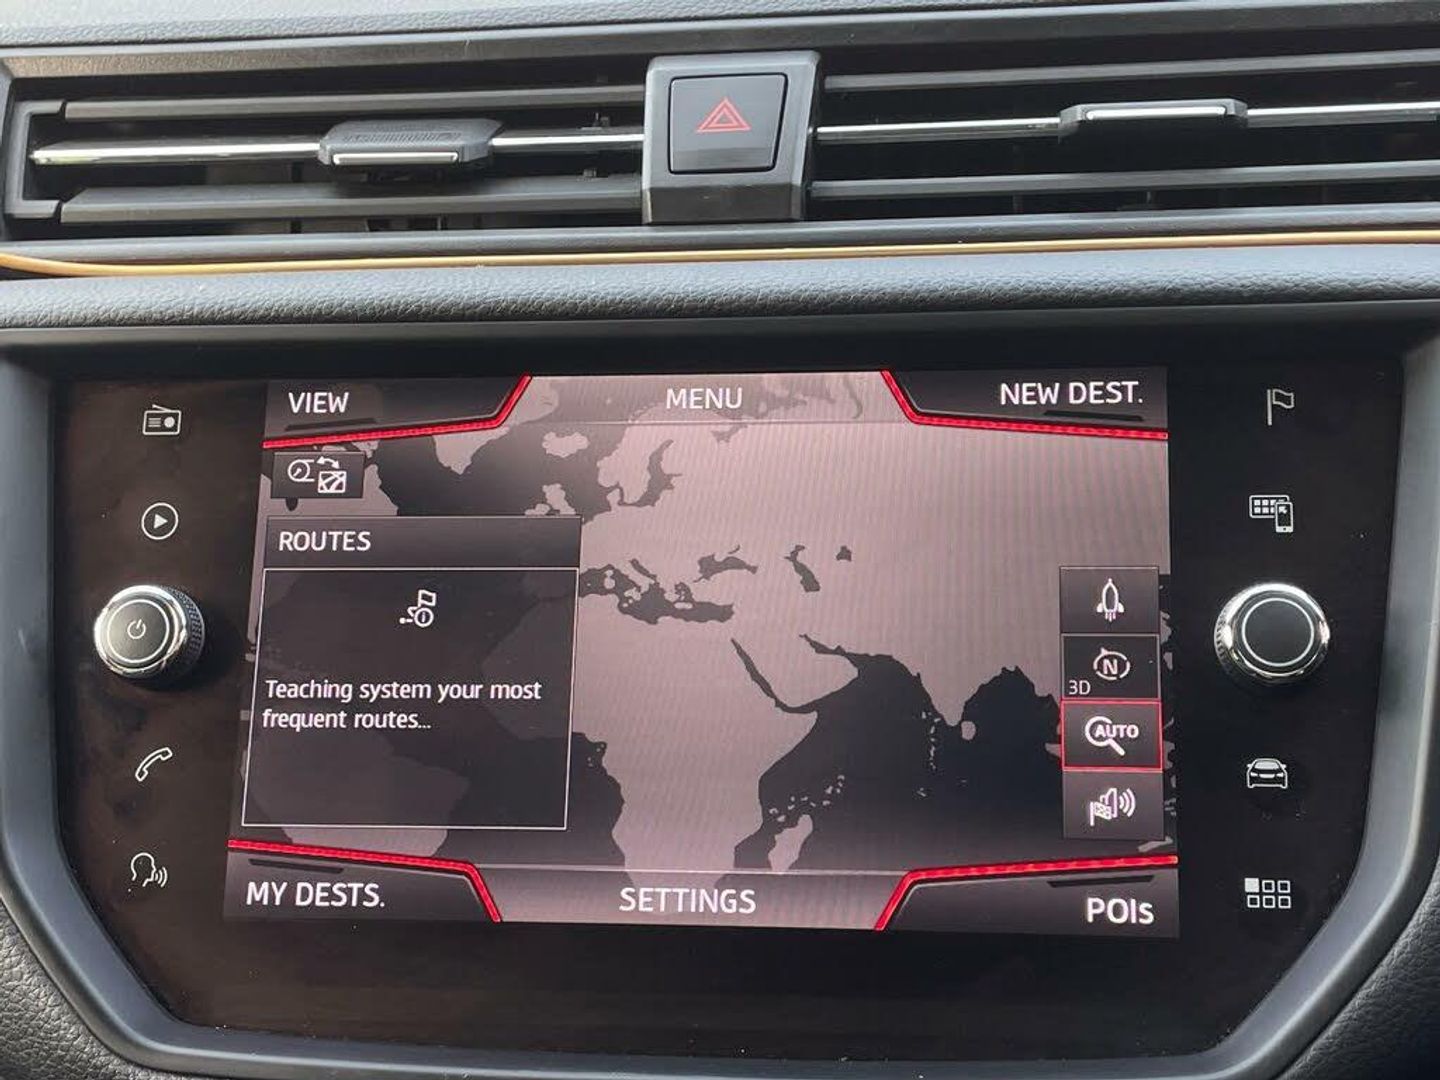 VIEW
MENU
NEW DEST.
ROUTES
Teaching system your most
frequent routes...
N
3D
AUTO
MY DESTS.
SETTINGS
POIs